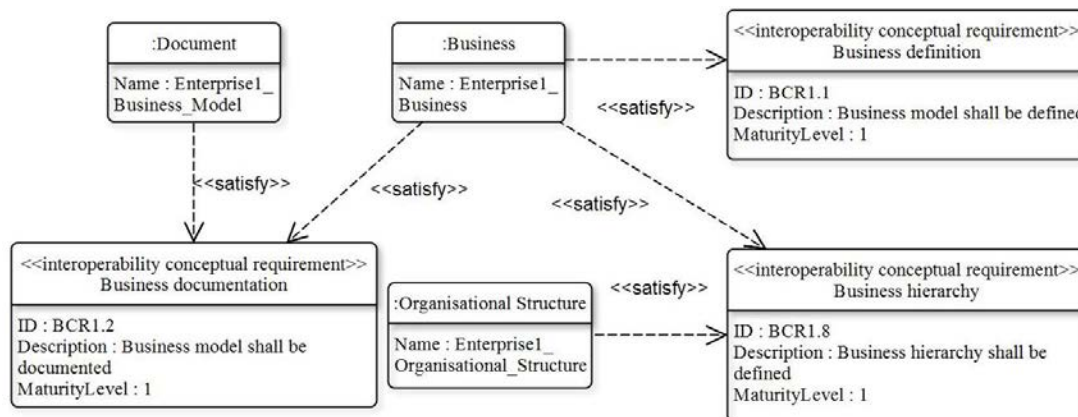 :Document
Name : Enterprise1_
Business_Model
:Business
Name : Enterprise1_
Business
<<interoperability conceptual requirement>>
Business definition
ID : BCR1.1
Description : Business model shall be defined
MaturityLevel : 1
<<satisfy>>
<<satisfy>>
<<satisfy>>
<<satisfy>>
<<interoperability conceptual requirement>>
Business documentation
ID : BCR1.2
Description : Business model shall be
documented
MaturityLevel : 1
:Organisational Structure
Name : Enterprise1_
Organisational_Structure
<<satisfy>>
<<interoperability conceptual requirement>>
Business hierarchy
ID : BCR1.8
Description : Business hierarchy shall be
defined
MaturityLevel : 1